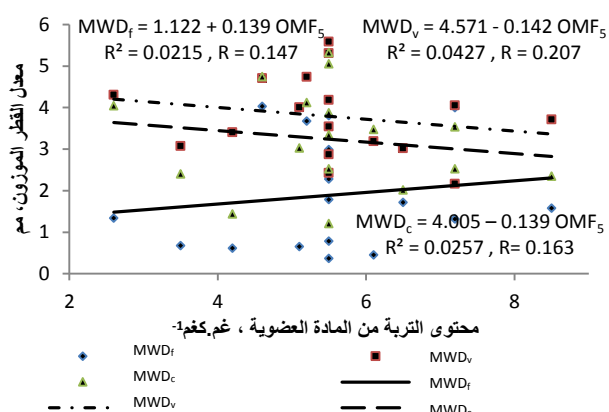 MWDf = 1.122 + 0.139 OMF5
R² = 0.0215 , R = 0.147
MWDv = 4.571 - 0.142 OMF5
R² = 0.0427 , R = 0.207
MWDc = 4.005 – 0.139 OMF5
R² = 0.0257 , R= 0.163
معدل القطر الموزون، مم
6
5
4
3
2
1
0
2 4 6 8
محتوى التربة من المادة العضوية ، غم.كغم-1
MWDf MWDv
MWDc MWDf
MWDv